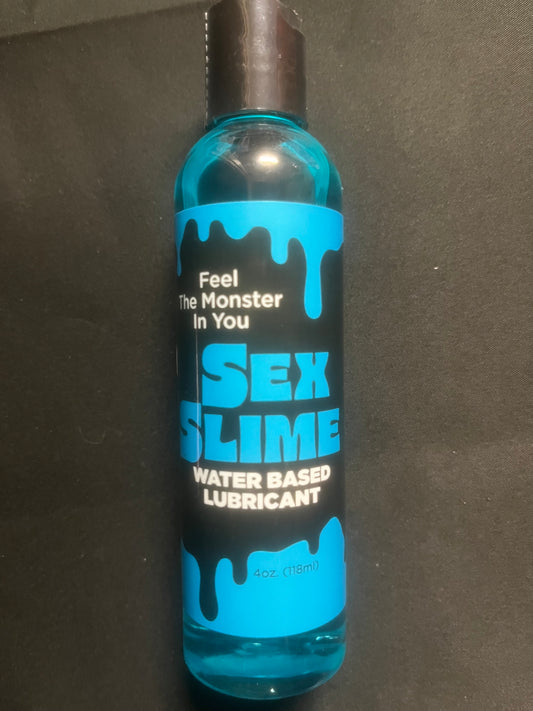 Feel
The Monster
In You
SEX
SLIME
WATER BASED
LUBRICANT
4oz. (118ml)